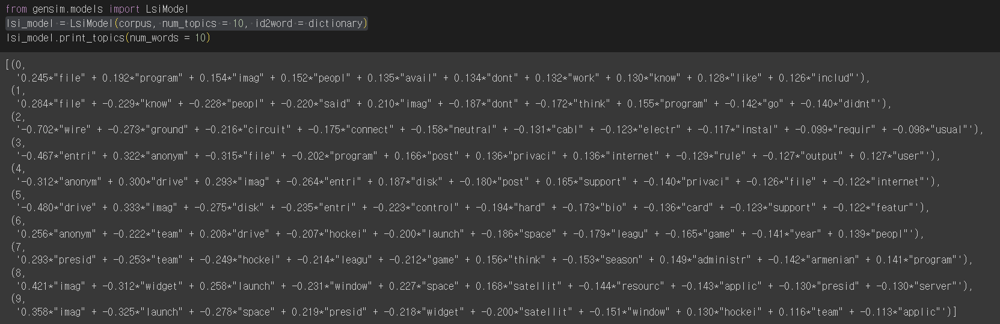 from gensim.models import LsiModel
lsi_model = LsiModel(corpus, num_topics = 10, id2word = dictionary)
lsi_model.print_topics(num_words = 10)
[(0,
'0.245*"file" + 0.192*"program" + 0.154*"imag" + 0.152*"peopl" + 0.135*"avail" + 0.134*"dont" + 0.132*"work" + 0.130*"know" + 0.128*"like" + 0.126*"includ"'),
(1,
'0.284*"file" + -0.229*"know" + -0.228*"peopl" + -0.220*"said" + 0.210*"imag" + -0.187*"dont" + -0.172*"think" + 0.155*"program" + -0.142*"go" + -0.140*"didnt"'),
(2,
'-0.702*"wire" + -0.273*"ground" + -0.216*"circuit" + -0.175*"connect" + -0.158*"neutral" + -0.131*"cabl" + -0.123*"electr" + -0.117*"instal" + -0.099*"requir" + -0.098*"usual"'),
(3,
'-0.467*"entri" + 0.322*"anonym" + -0.315*"file" + -0.202*"program" + 0.166*"post" + 0.136*"privaci" + 0.136*"internet" + -0.129*"rule" + -0.127*"output" + 0.127*"user"'),
(4,
'-0.312*"anonym" + 0.300*"drive" + 0.293*"imag" + -0.264*"entri" + 0.187*"disk" + -0.180*"post" + 0.165*"support" + -0.140*"privaci" + -0.126*"file" + -0.122*"internet"'),
(5,
'-0.480*"drive" + 0.333*"imag" + -0.275*"disk" + -0.235*"entri" + -0.223*"control" + -0.194*"hard" + -0.173*"bio" + -0.136*"card" + -0.123*"support" + -0.122*"featur"'),
(6,
'0.256*"anonym" + -0.222*"team" + 0.208*"drive" + -0.207*"hockei" + -0.200*"launch" + -0.186*"space" + -0.179*"leagu" + -0.165*"game" + -0.141*"year" + 0.139*"peopl"'),
(7,
'0.293*"presid" + -0.253*"team" + -0.249*"hockei" + -0.214*"leagu" + -0.212*"game" + 0.156*"think" + -0.153*"season" + 0.149*"administr" + -0.142*"armenian" + 0.141*"program"'),
(8,
'0.421*"imag" + -0.312*"widget" + 0.258*"launch" + -0.231*"window" + 0.227*"space" + 0.168*"satellit" + -0.144*"resourc" + -0.143*"applic" + -0.130*"presid" + -0.130*"server"'),
(9,
'0.358*"imag" + -0.325*"launch" + -0.278*"space" + 0.219*"presid" + -0.218*"widget" + -0.200*"satellit" + -0.151*"window" + 0.130*"hockei" + 0.116*"team" + -0.113*"applic"')]